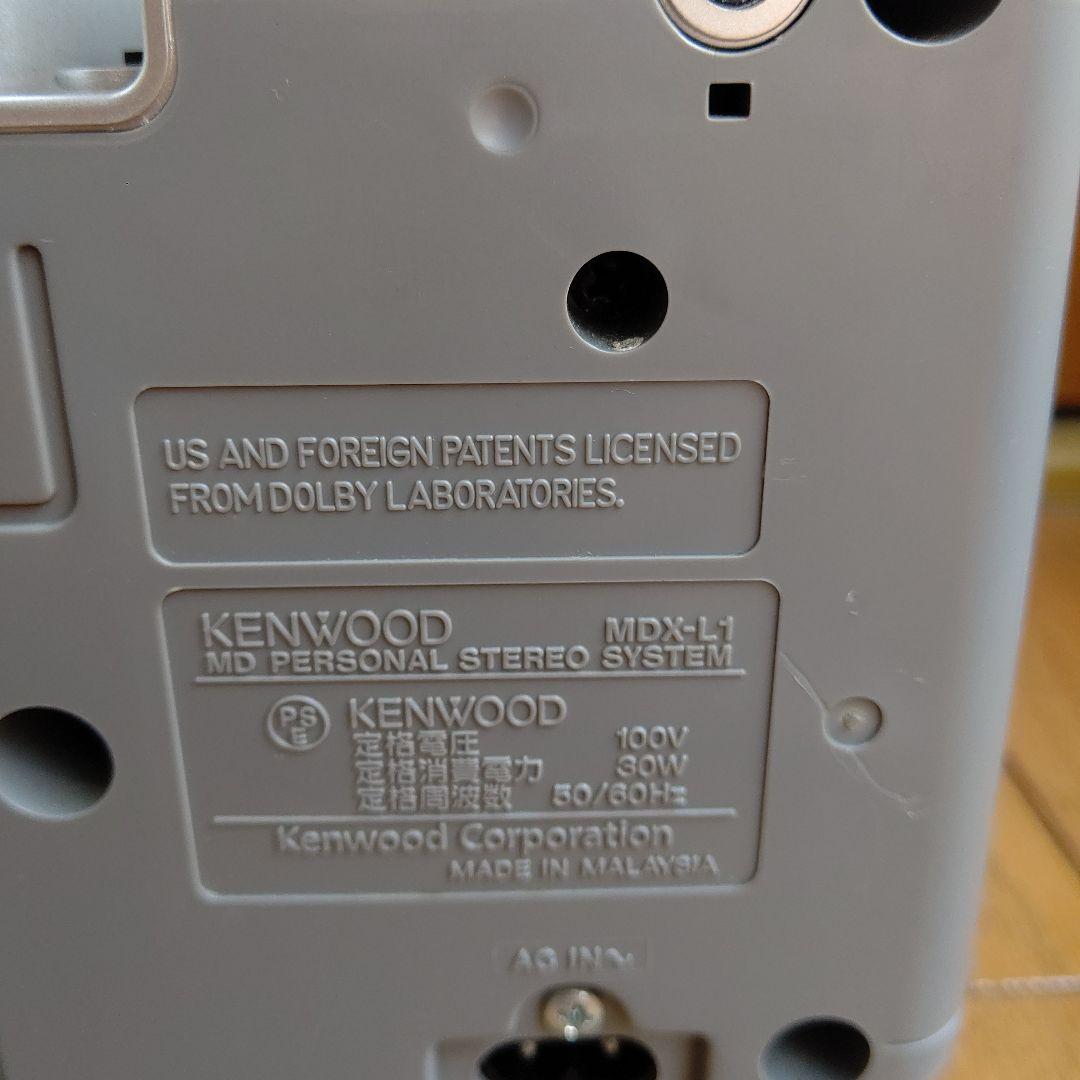 US AND FOREIGN PATENTS LICENSED
FROM DOLBY LABORATORIES.
KENWOOD MDX-L1
MD PERSONAL STEREO SYSTEM
PSE KENWOOD
定格電圧 100V
定格消費電力 30W
定格周波数 50/60Hz
Kenwood Corporation
MADE IN MALAYSIA
AC IN~